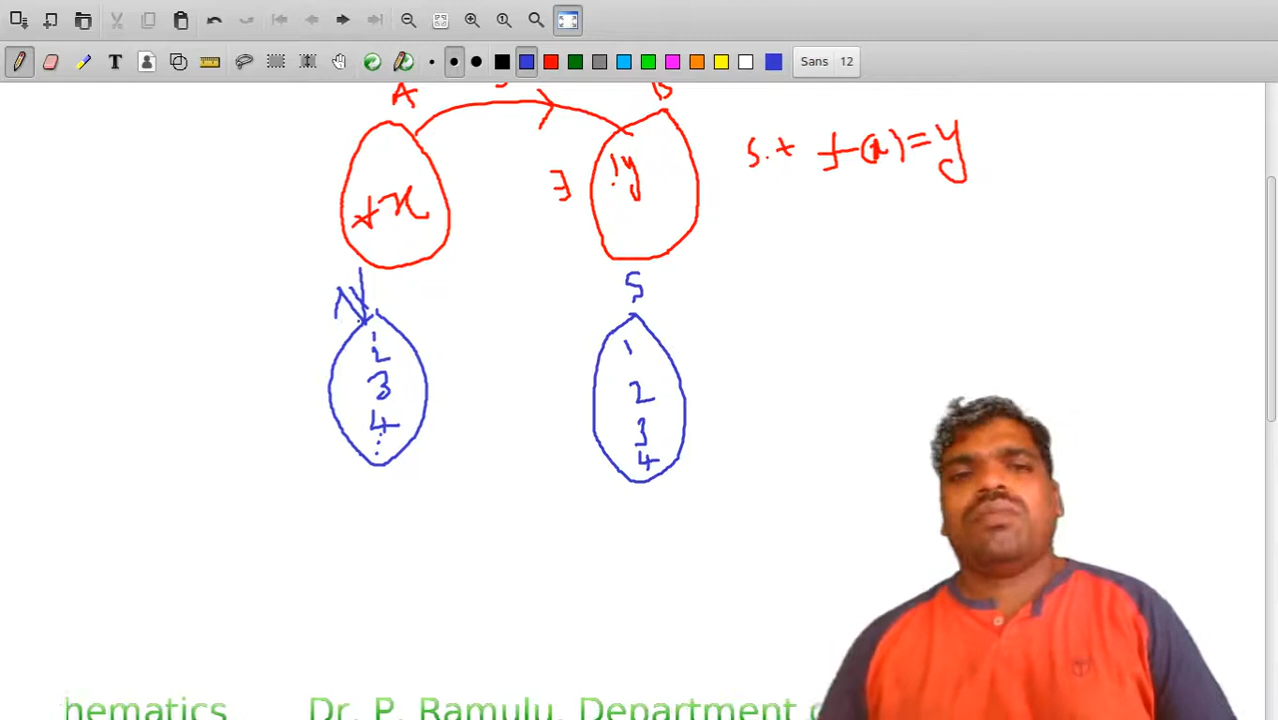 Sans 12
A B
∀x ∃ !y s.t f(x)=y
N S
1 1
2 2
3 3
4 4
⋮
hematics Dr. P. Ramulu, Department